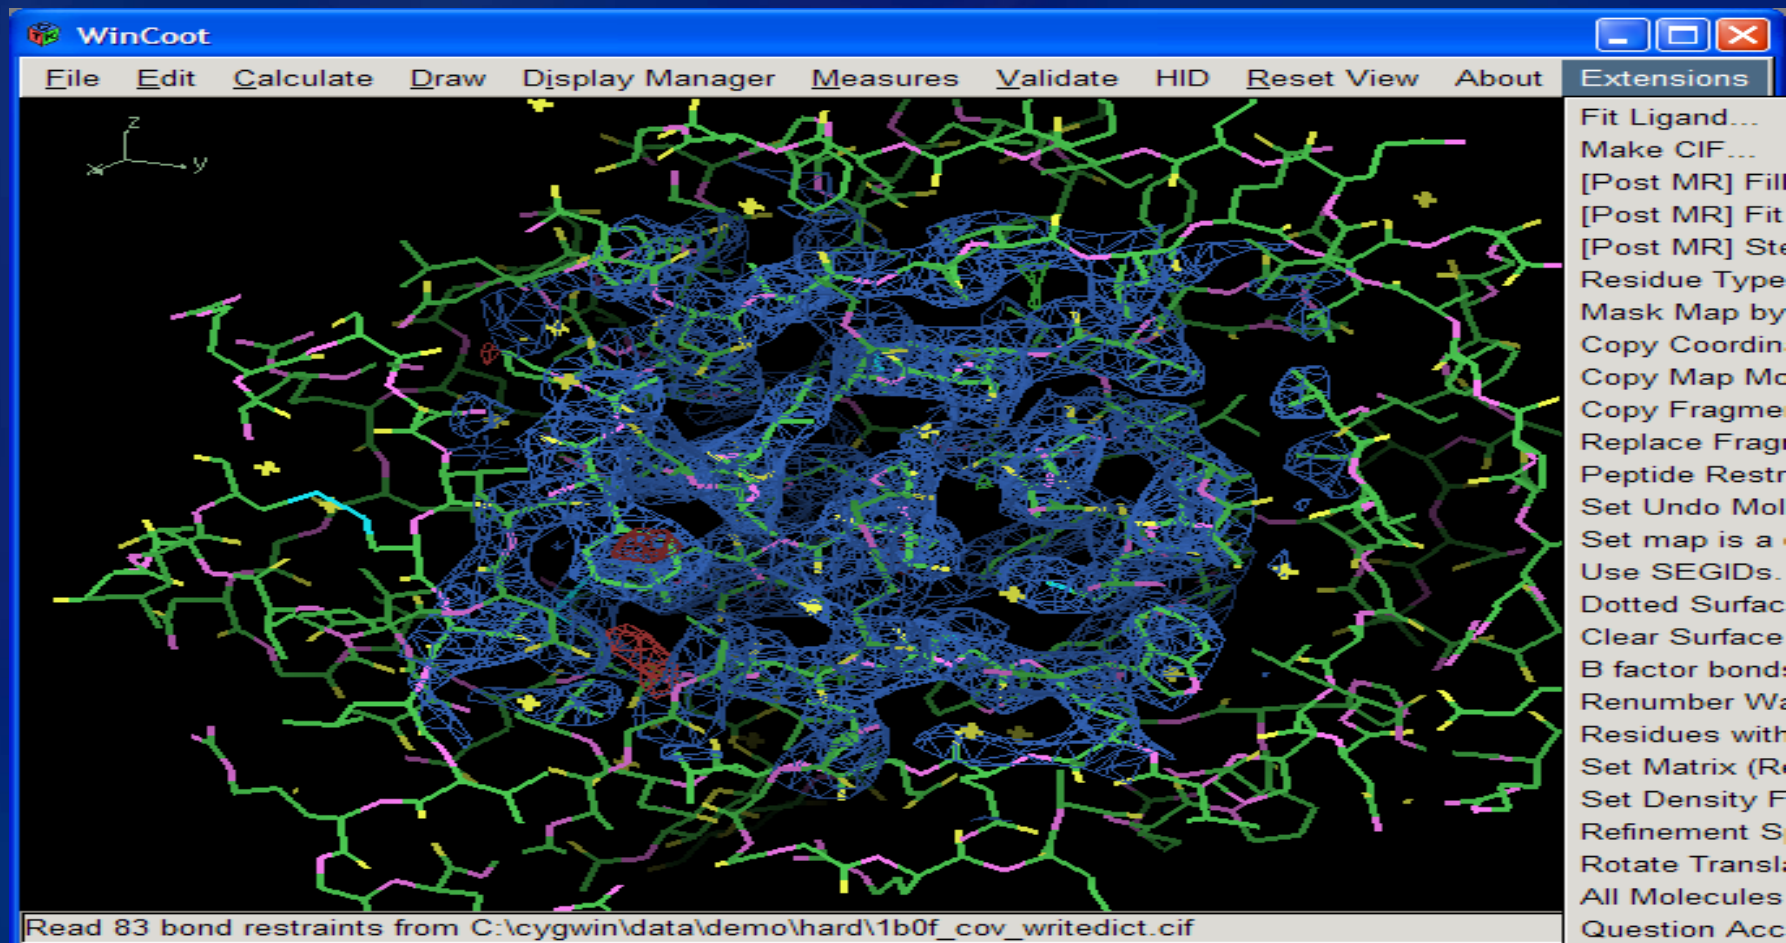 WinCoot
File Edit Calculate Draw Display Manager Measures Validate HID Reset View About Extensions
z
x y
Fit Ligand...
Make CIF...
[Post MR] Fill
[Post MR] Fit
[Post MR] Ste
Residue Type
Mask Map by
Copy Coordin
Copy Map Mo
Copy Fragme
Replace Fragr
Peptide Restr
Set Undo Mol
Set map is a
Use SEGIDs.
Dotted Surfac
Clear Surface
B factor bonds
Renumber Wa
Residues with
Set Matrix (Re
Set Density F
Refinement Sp
Rotate Transla
All Molecules
Question Acc
Read 83 bond restraints from C:\cygwin\data\demo\hard\1b0f_cov_writedict.cif